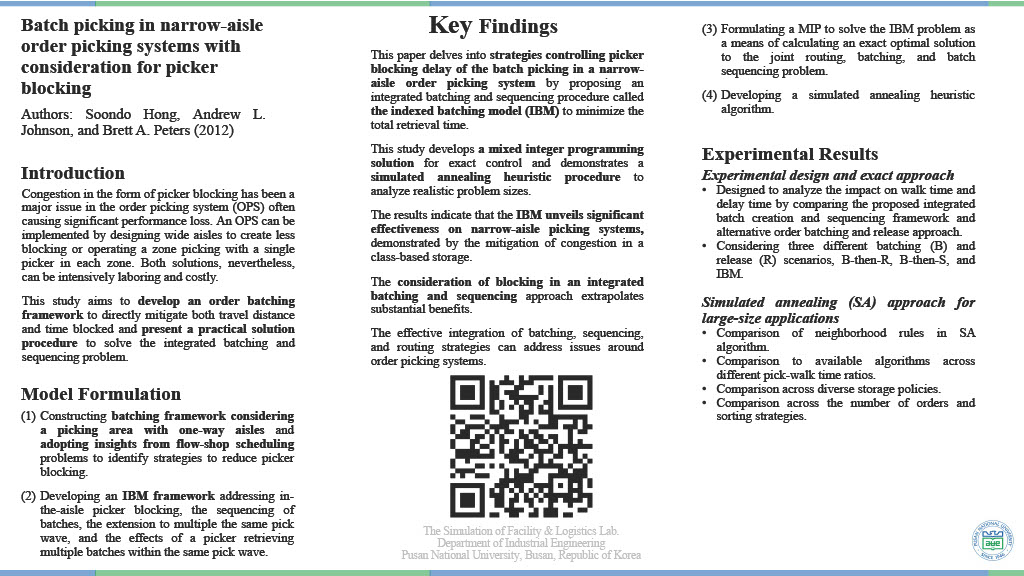 Batch picking in narrow-aisle
order picking systems with
consideration for picker
blocking
Authors: Soondo Hong, Andrew L.
Johnson, and Brett A. Peters (2012)
Introduction
Congestion in the form of picker blocking has been a
major issue in the order picking system (OPS) often
causing significant performance loss. An OPS can be
implemented by designing wide aisles to create less
blocking or operating a zone picking with a single
picker in each zone. Both solutions, nevertheless,
can be intensively laboring and costly.
This study aims to develop an order batching
framework to directly mitigate both travel distance
and time blocked and present a practical solution
procedure to solve the integrated batching and
sequencing problem.
Model Formulation
(1) Constructing batching framework considering
a picking area with one-way aisles and
adopting insights from flow-shop scheduling
problems to identify strategies to reduce picker
blocking.
(2) Developing an IBM framework addressing in-
the-aisle picker blocking, the sequencing of
batches, the extension to multiple the same pick
wave, and the effects of a picker retrieving
multiple batches within the same pick wave.
Key Findings
This paper delves into strategies controlling picker
blocking delay of the batch picking in a narrow-
aisle order picking system by proposing an
integrated batching and sequencing procedure called
the indexed batching model (IBM) to minimize the
total retrieval time.
This study develops a mixed integer programming
solution for exact control and demonstrates a
simulated annealing heuristic procedure to
analyze realistic problem sizes.
The results indicate that the IBM unveils significant
effectiveness on narrow-aisle picking systems,
demonstrated by the mitigation of congestion in a
class-based storage.
The consideration of blocking in an integrated
batching and sequencing approach extrapolates
substantial benefits.
The effective integration of batching, sequencing,
and routing strategies can address issues around
order picking systems.
The Simulation of Facility & Logistics Lab.
Department of Industrial Engineering
Pusan National University, Busan, Republic of Korea
(3) Formulating a MIP to solve the IBM problem as
a means of calculating an exact optimal solution
to the joint routing, batching, and batch
sequencing problem.
(4) Developing a simulated annealing heuristic
algorithm.
Experimental Results
Experimental design and exact approach
• Designed to analyze the impact on walk time and
delay time by comparing the proposed integrated
batch creation and sequencing framework and
alternative order batching and release approach.
• Considering three different batching (B) and
release (R) scenarios, B-then-R, B-then-S, and
IBM.
Simulated annealing (SA) approach for
large-size applications
• Comparison of neighborhood rules in SA
algorithm.
• Comparison to available algorithms across
different pick-walk time ratios.
• Comparison across diverse storage policies.
• Comparison across the number of orders and
sorting strategies.
PUSAN NATIONAL UNIVERSITY